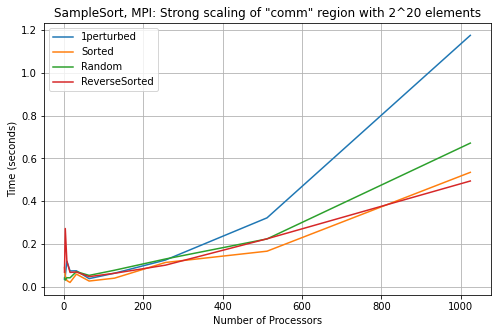 SampleSort, MPI: Strong scaling of "comm" region with 2^20 elements
1perturbed
Sorted
Random
ReverseSorted
Time (seconds)
1.2
1.0
0.8
0.6
0.4
0.2
0.0
0
200
400
600
800
1000
Number of Processors